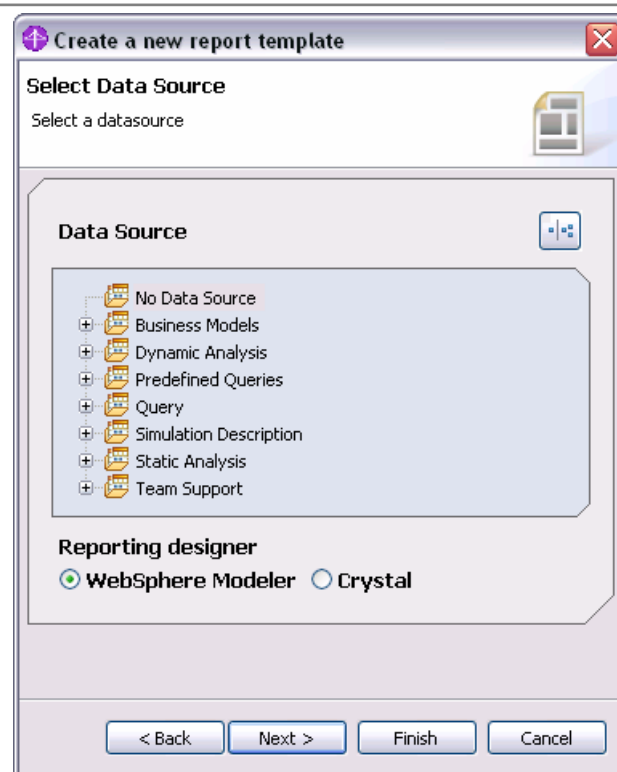 Create a new report template
Select Data Source
Select a datasource
Data Source
No Data Source
Business Models
Dynamic Analysis
Predefined Queries
Query
Simulation Description
Static Analysis
Team Support
Reporting designer
WebSphere Modeler Crystal
< Back Next > Finish Cancel